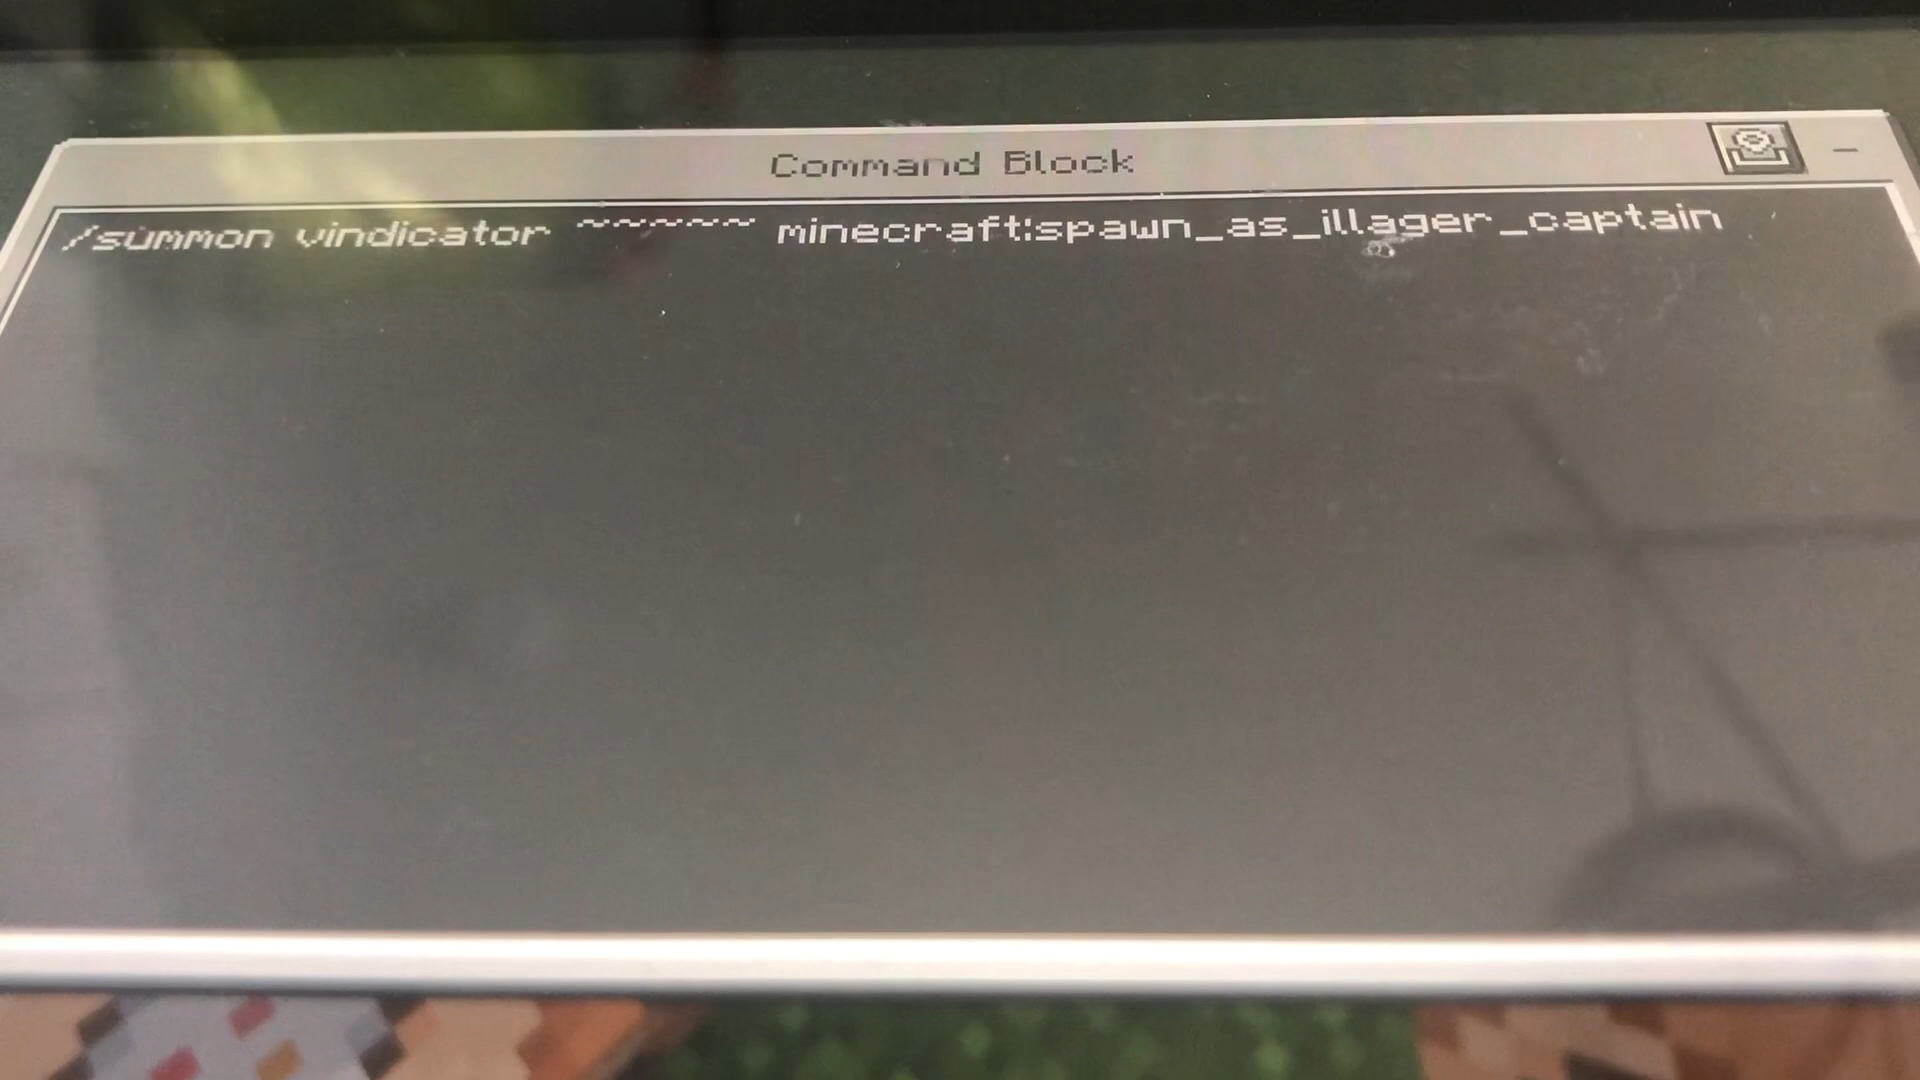 Command Block
/summon vindicator ~~~~~~ minecraft:spawn_as_illager_captain